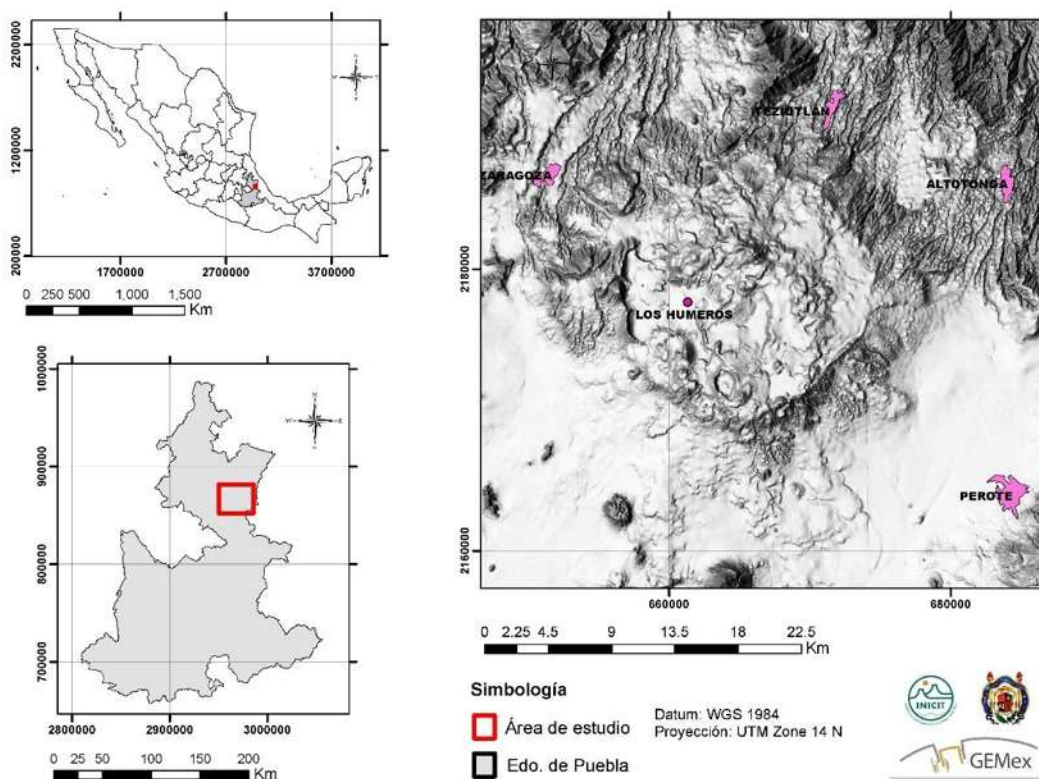 2200000
1200000
200000
1700000
2700000
3700000
0 250 500 1,000 1,500
Km
1000000
900000
800000
700000
2800000
2900000
3000000
0 25 50 100 150 200
Km
TEZIUTLÁN
ZARAGOZA
ALTOTONGA
LOS HUMEROS
PEROTE
2180000
2160000
660000
680000
0 2.25 4.5 9 13.5 18 22.5
Km
Simbología
Área de estudio
Edo. de Puebla
Datum: WGS 1984
Proyección: UTM Zone 14 N
INICIT
GEMex